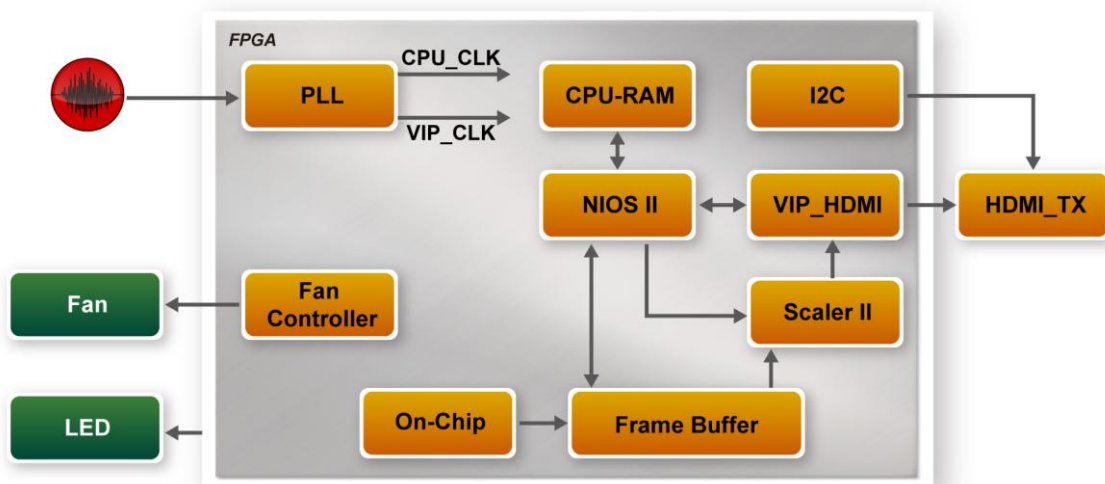 FPGA
CPU_CLK
PLL
VIP_CLK
CPU-RAM
I2C
NIOS II
VIP_HDMI
HDMI_TX
Fan
Fan
Controller
Scaler II
LED
On-Chip
Frame Buffer